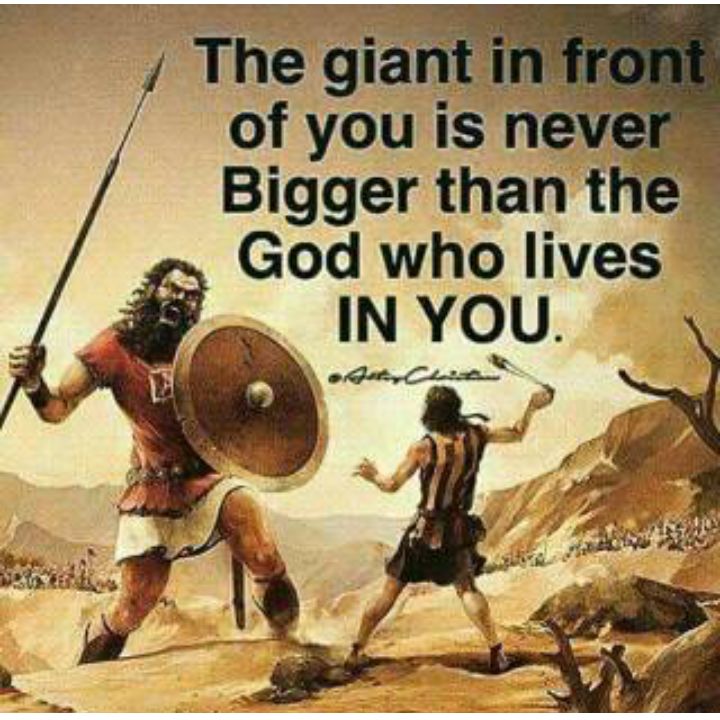 The giant in front
of you is never
Bigger than the
God who lives
IN YOU.